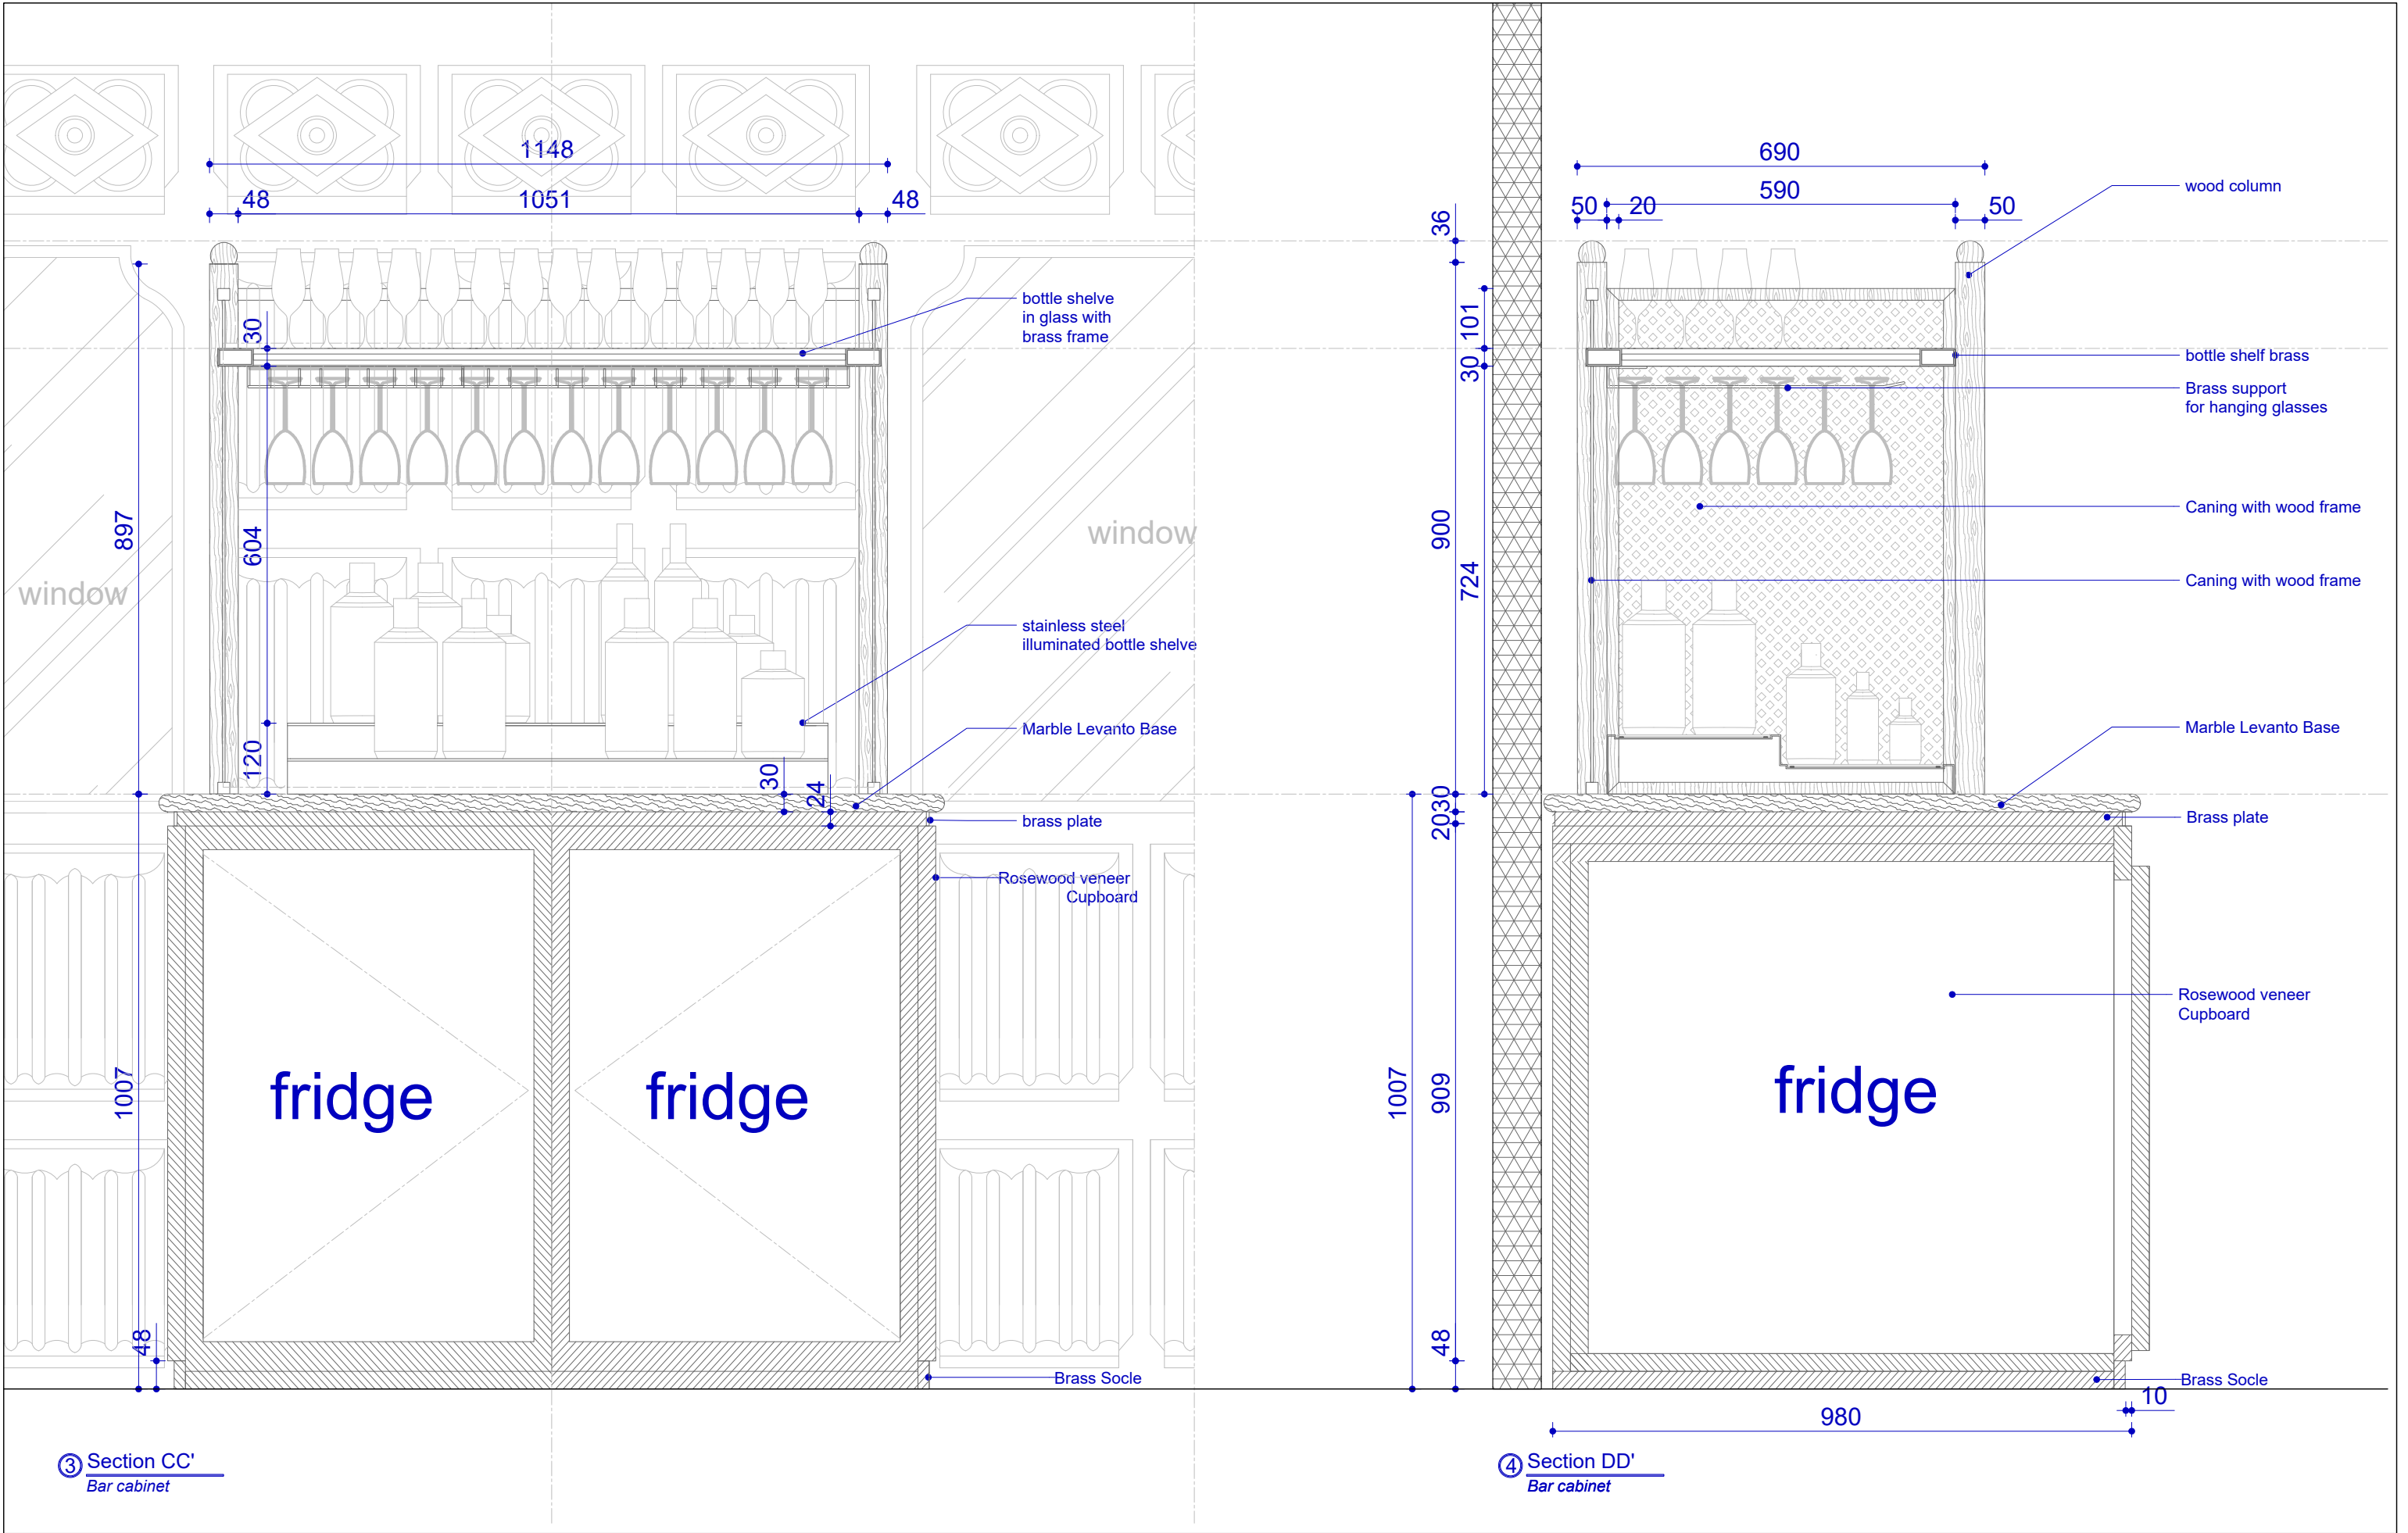 1148
48
1051
48
30
897
604
120
30
24
1007
48
window
window
bottle shelve
in glass with
brass frame
stainless steel
illuminated bottle shelve
Marble Levanto Base
brass plate
Rosewood veneer
Cupboard
Brass Socle
fridge
fridge
3 Section CC'
Bar cabinet
690
590
50
20
50
36
101
30
900
724
30
20
1007
909
48
wood column
bottle shelf brass
Brass support
for hanging glasses
Caning with wood frame
Caning with wood frame
Marble Levanto Base
Brass plate
Rosewood veneer
Cupboard
fridge
Brass Socle
10
980
4 Section DD'
Bar cabinet